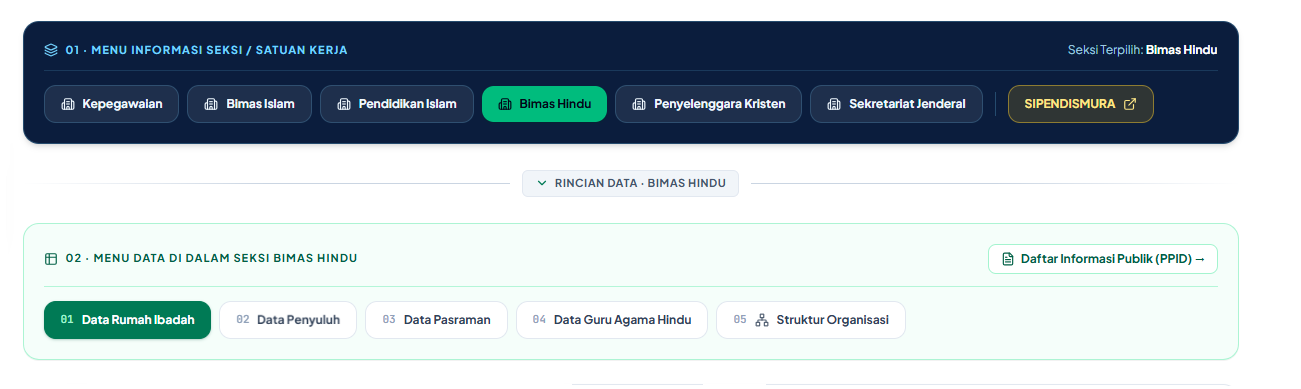 01 · MENU INFORMASI SEKSI / SATUAN KERJA
Seksi Terpilih: Bimas Hindu
Kepegawaian
Bimas Islam
Pendidikan Islam
Bimas Hindu
Penyelenggara Kristen
Sekretariat Jenderal
SIPENDISMURA
RINCIAN DATA · BIMAS HINDU
02 · MENU DATA DI DALAM SEKSI BIMAS HINDU
Daftar Informasi Publik (PPID) →
01 Data Rumah Ibadah
02 Data Penyuluh
03 Data Pasraman
04 Data Guru Agama Hindu
05 Struktur Organisasi